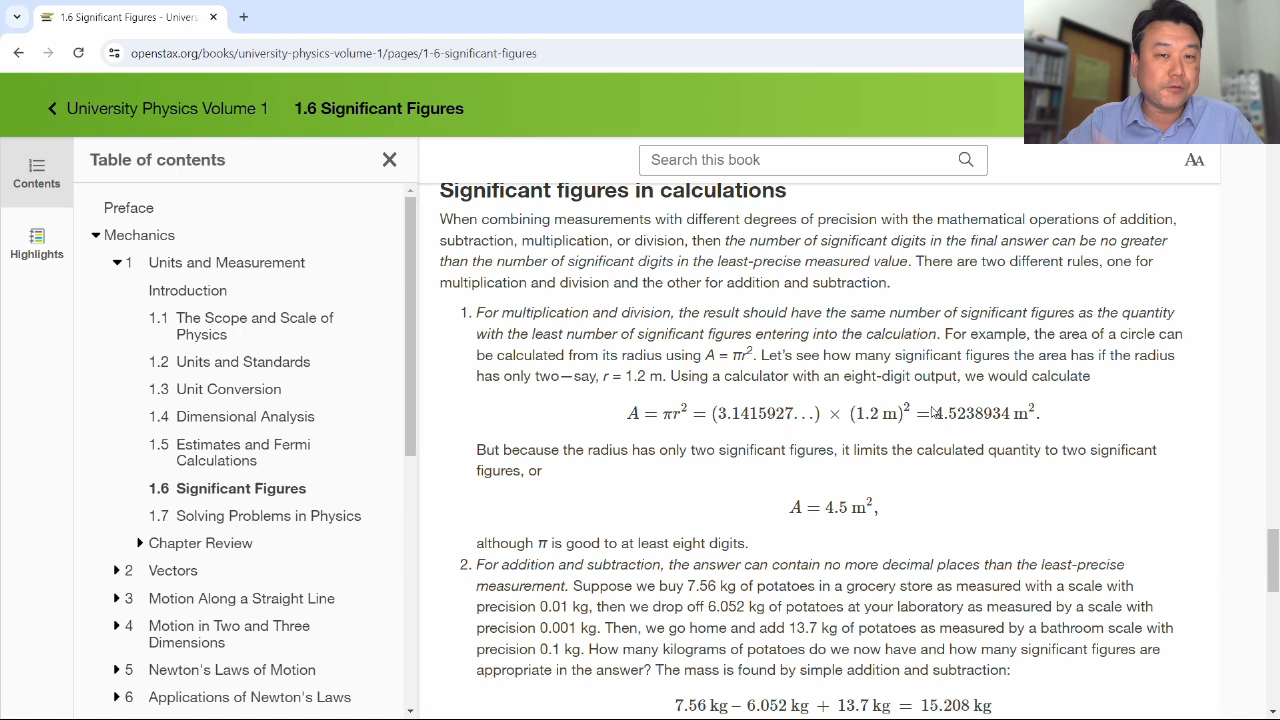 1.6 Significant Figures - Univers
openstax.org/books/university-physics-volume-1/pages/1-6-significant-figures
University Physics Volume 1 1.6 Significant Figures
Contents
Highlights
Table of contents
Preface
Mechanics
1 Units and Measurement
Introduction
1.1 The Scope and Scale of
Physics
1.2 Units and Standards
1.3 Unit Conversion
1.4 Dimensional Analysis
1.5 Estimates and Fermi
Calculations
1.6 Significant Figures
1.7 Solving Problems in Physics
Chapter Review
2 Vectors
3 Motion Along a Straight Line
4 Motion in Two and Three
Dimensions
5 Newton's Laws of Motion
6 Applications of Newton's Laws
Search this book
AA
Significant figures in calculations
When combining measurements with different degrees of precision with the mathematical operations of addition,
subtraction, multiplication, or division, then the number of significant digits in the final answer can be no greater
than the number of significant digits in the least-precise measured value. There are two different rules, one for
multiplication and division and the other for addition and subtraction.
1. For multiplication and division, the result should have the same number of significant figures as the quantity
with the least number of significant figures entering into the calculation. For example, the area of a circle can
be calculated from its radius using A = πr². Let’s see how many significant figures the area has if the radius
has only two—say, r = 1.2 m. Using a calculator with an eight-digit output, we would calculate
A = πr² = (3.1415927...) × (1.2 m)² = 4.5238934 m².
But because the radius has only two significant figures, it limits the calculated quantity to two significant
figures, or
A = 4.5 m²,
although π is good to at least eight digits.
2. For addition and subtraction, the answer can contain no more decimal places than the least-precise
measurement. Suppose we buy 7.56 kg of potatoes in a grocery store as measured with a scale with
precision 0.01 kg, then we drop off 6.052 kg of potatoes at your laboratory as measured by a scale with
precision 0.001 kg. Then, we go home and add 13.7 kg of potatoes as measured by a bathroom scale with
precision 0.1 kg. How many kilograms of potatoes do we now have and how many significant figures are
appropriate in the answer? The mass is found by simple addition and subtraction:
7.56 kg − 6.052 kg + 13.7 kg = 15.208 kg